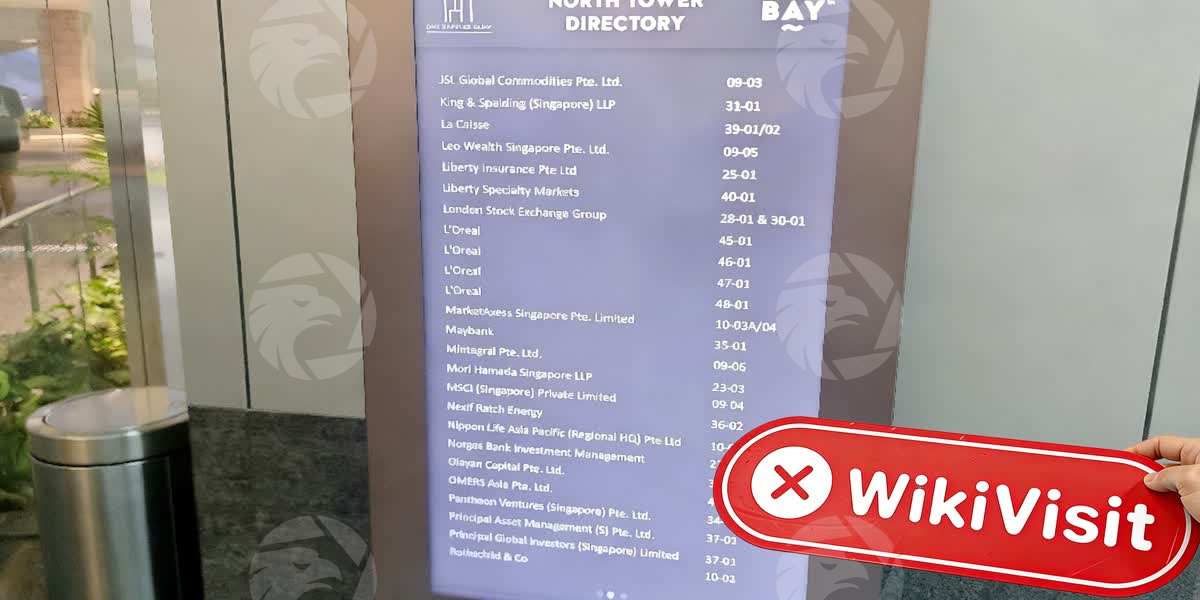 ONE RAFFLES QUAY
NORTH TOWER
DIRECTORY
BAY
JSL Global Commodities Pte. Ltd. 09-03
King & Spalding (Singapore) LLP 31-01
La Caisse 39-01/02
Leo Wealth Singapore Pte. Ltd. 09-05
Liberty Insurance Pte Ltd 25-01
Liberty Specialty Markets 40-01
London Stock Exchange Group 28-01 & 30-01
L'Oreal 45-01
L'Oreal 46-01
L'Oreal 47-01
L'Oreal 48-01
MarketAxess Singapore Pte. Limited 10-03A/04
Maybank 35-01
Mintegral Pte. Ltd. 09-06
Mori Hamada Singapore LLP 23-03
MSCI (Singapore) Private Limited 09-04
Nexif Ratch Energy 36-02
Nippon Life Asia Pacific (Regional HQ) Pte Ltd 10-
Norges Bank Investment Management
Olayan Capital Pte. Ltd.
OMERS Asia Pte. Ltd.
Pantheon Ventures (Singapore) Pte. Ltd. 34-
Principal Asset Management (S) Pte. Ltd. 37-01
Principal Global Investors (Singapore) Limited 37-01
Rothschild & Co 10-02
WikiVisit